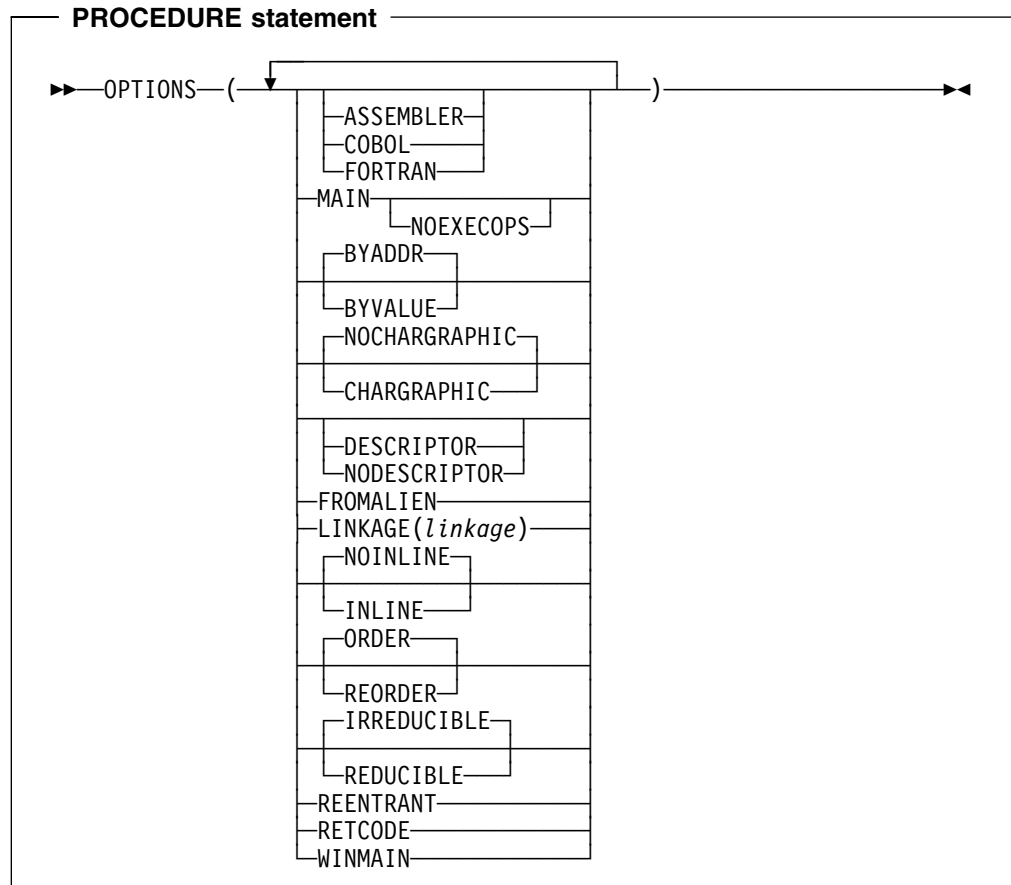 PROCEDURE statement
OPTIONS ( )
ASSEMBLER
COBOL
FORTRAN
MAIN
NOEXECOPS
BYADDR
BYVALUE
NOCHARGRAPHIC
CHARGRAPHIC
DESCRIPTOR
NODESCRIPTOR
FROMALIEN
LINKAGE(linkage)
NOINLINE
INLINE
ORDER
REORDER
IRREDUCIBLE
REDUCIBLE
REENTRANT
RETCODE
WINMAIN